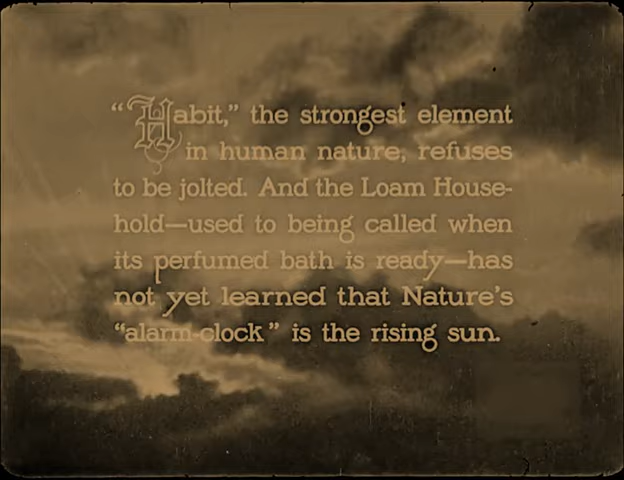 “Habit,” the strongest element
in human nature, refuses
to be jolted. And the Loam House-
hold—used to being called when
its perfumed bath is ready—has
not yet learned that Nature’s
“alarm-clock” is the rising sun.